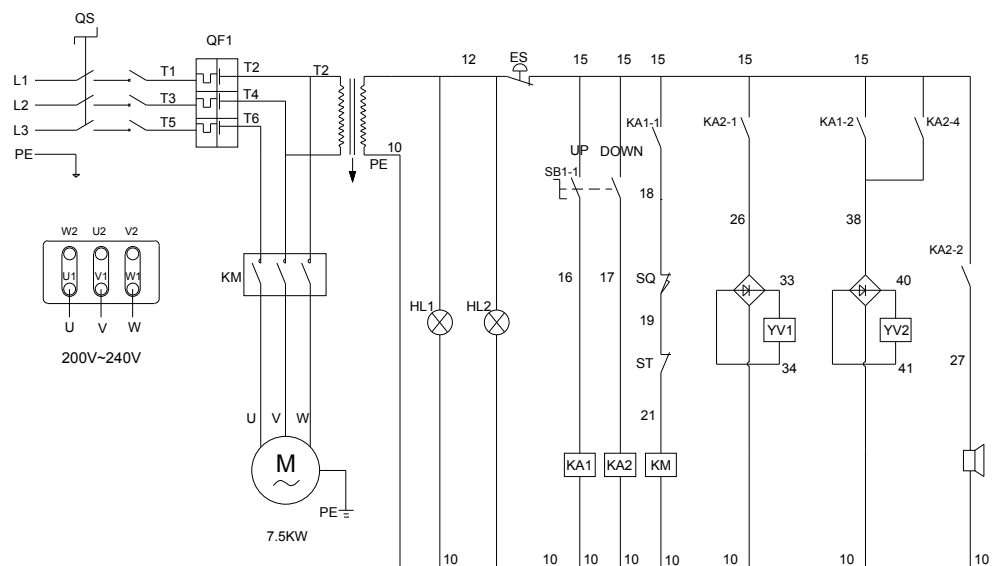 QS
QF1
ES
12 15 15 15 15 15
L1 T1 T2 T2
L2 T3 T4
L3 T5 T6
PE
10
PE
KA1-1 KA2-1 KA1-2 KA2-4
UP DOWN
SB1-1
18
26 38
W2 U2 V2
U1 V1 W1
U V W
200V~240V
KM
KA2-2
16 17 SQ 33 40
HL1 HL2
19
YV1 YV2
ST 34 41 27
21
U V W
M
~
KA1 KA2 KM
PE
7.5KW
10 10 10 10 10 10 10